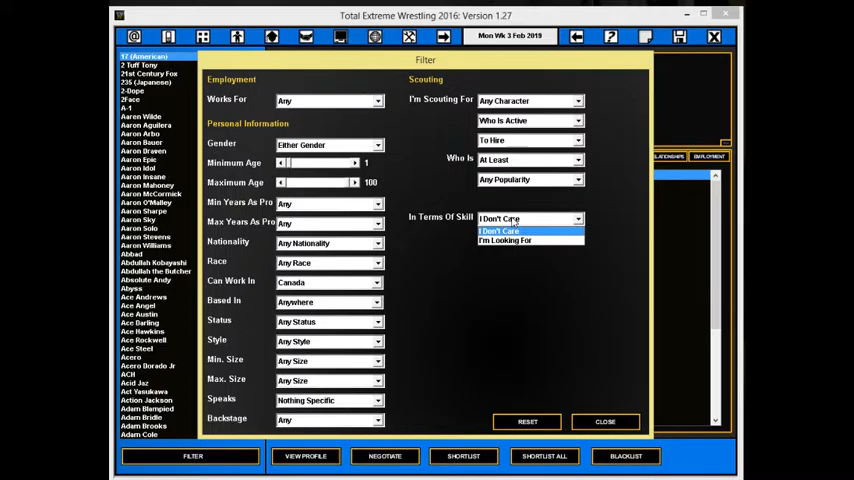 Total Extreme Wrestling 2016: Version 1.27
Mon Wk 3 Feb 2019
17 (American)
2 Tuff Tony
21st Century Fox
235 (Japanese)
2-Dope
2Face
A-1
Aaron Wilde
Aaron Aguilera
Aaron Arbo
Aaron Bauer
Aaron Draven
Aaron Epic
Aaron Idol
Aaron Insane
Aaron Mahoney
Aaron McCormick
Aaron O'Malley
Aaron Sharpe
Aaron Sky
Aaron Solo
Aaron Stevens
Aaron Williams
Abbad
Abdullah Kobayashi
Abdullah the Butcher
Absolute Andy
Abyss
Ace Andrews
Ace Angel
Ace Austin
Ace Darling
Ace Hawkins
Ace Rockwell
Ace Steel
Acero
Acero Dorado Jr
ACH
Acid Jaz
Act Yasukawa
Action Jackson
Adam Blampied
Adam Bridle
Adam Brooks
Adam Cole
Filter
Employment
Works For Any
Personal Information
Gender Either Gender
Minimum Age 1
Maximum Age 100
Min Years As Pro Any
Max Years As Pro Any
Nationality Any Nationality
Race Any Race
Can Work In Canada
Based In Anywhere
Status Any Status
Style Any Style
Min. Size Any Size
Max. Size Any Size
Speaks Nothing Specific
Backstage Any
Scouting
I'm Scouting For Any Character
Who Is Active
To Hire
Who Is At Least
Any Popularity
In Terms Of Skill I Don't Care
I Don't Care
I'm Looking For
RESET
CLOSE
EMPLOYMENT
FILTER
VIEW PROFILE
NEGOTIATE
SHORTLIST
SHORTLIST ALL
BLACKLIST